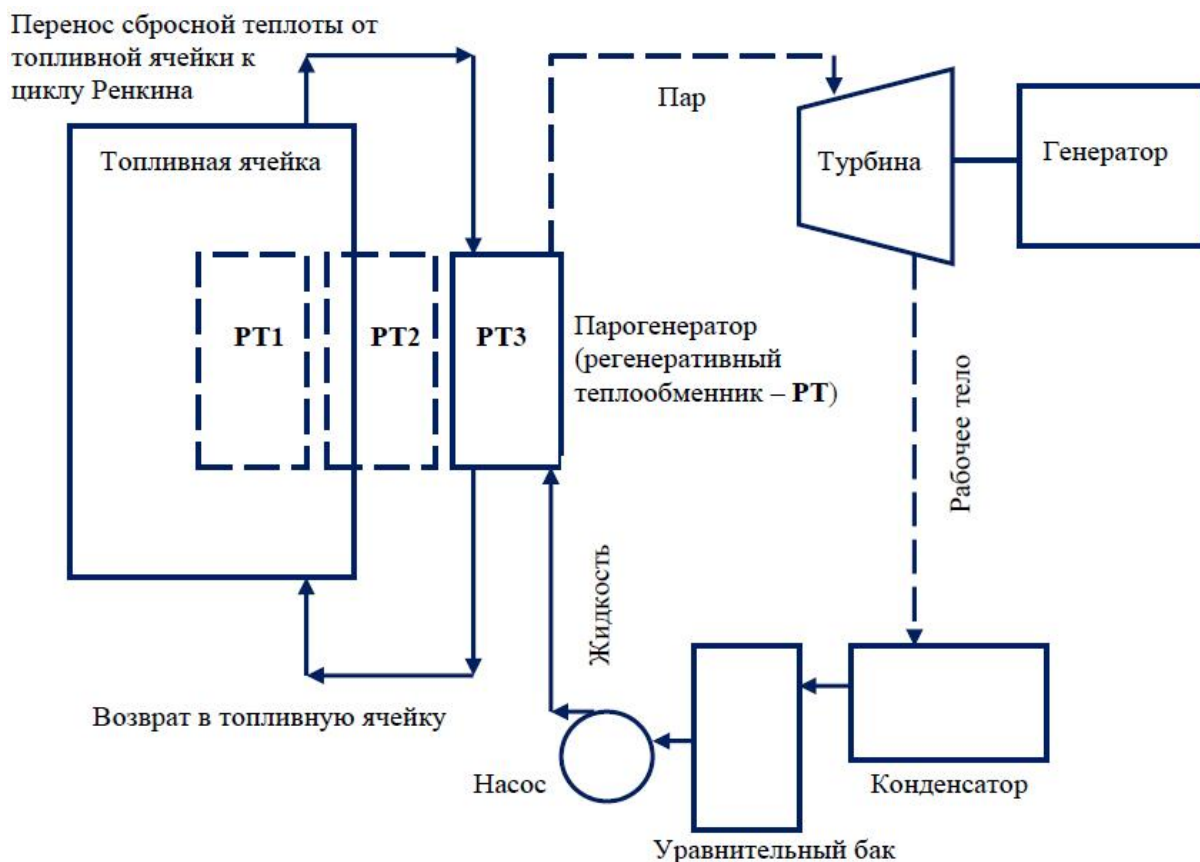 Перенос сбросной теплоты от
топливной ячейки к
циклу Ренкина
Пар
Топливная ячейка
Турбина
Генератор
РТ1
РТ2
РТ3
Парогенератор
(регенеративный
теплообменник – РТ)
Рабочее тело
Жидкость
Возврат в топливную ячейку
Насос
Конденсатор
Уравнительный бак